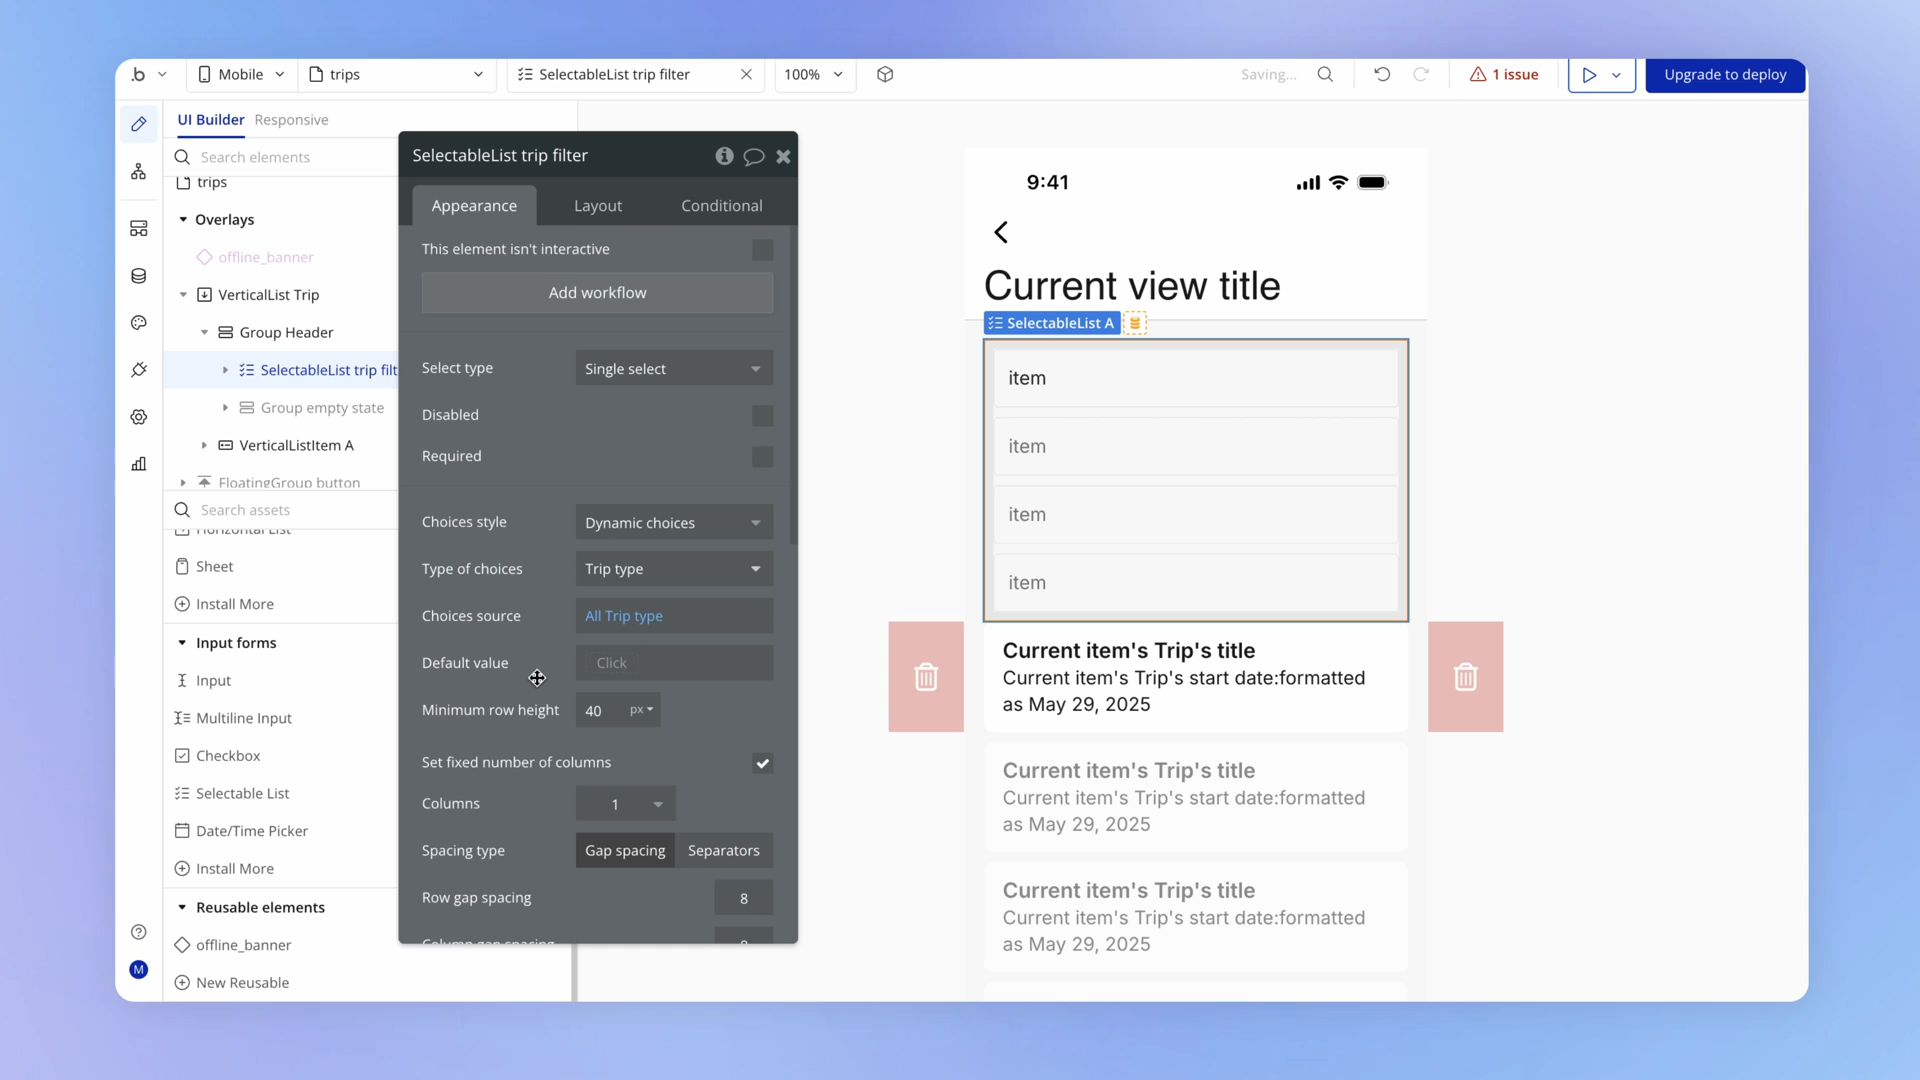 .b
Mobile
trips
SelectableList trip filter
100%
Saving...
1 issue
Upgrade to deploy
UI Builder
Responsive
Search elements
trips
Overlays
offline_banner
VerticalList Trip
Group Header
SelectableList trip filt
Group empty state
VerticalListItem A
FloatingGroup button
Search assets
Horizontal List
Sheet
Install More
Input forms
Input
Multiline Input
Checkbox
Selectable List
Date/Time Picker
Install More
Reusable elements
offline_banner
New Reusable
M
SelectableList trip filter
Appearance
Layout
Conditional
This element isn't interactive
Add workflow
Select type
Single select
Disabled
Required
Choices style
Dynamic choices
Type of choices
Trip type
Choices source
All Trip type
Default value
Click
Minimum row height
40
px
Set fixed number of columns
Columns
1
Spacing type
Gap spacing
Separators
Row gap spacing
8
Column gap spacing
8
9:41
Current view title
SelectableList A
item
item
item
item
Current item's Trip's title
Current item's Trip's start date:formatted
as May 29, 2025
Current item's Trip's title
Current item's Trip's start date:formatted
as May 29, 2025
Current item's Trip's title
Current item's Trip's start date:formatted
as May 29, 2025